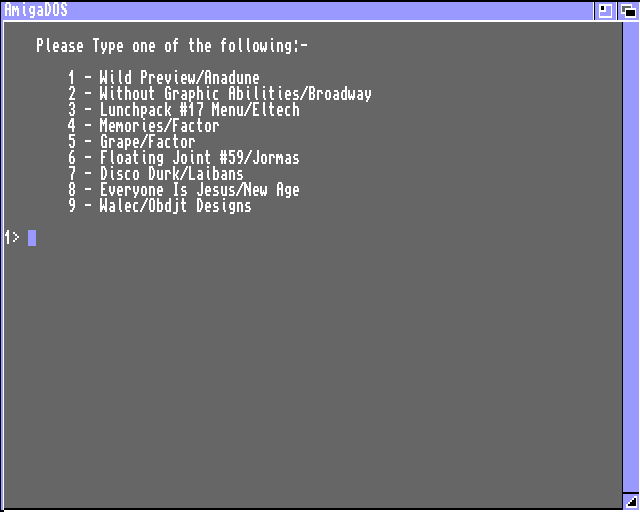 AmigaDOS
Please Type one of the following:-
1 - Wild Preview/Anadune
2 - Without Graphic Abilities/Broadway
3 - Lunchpack #17 Menu/Eltech
4 - Memories/Factor
5 - Grape/Factor
6 - Floating Joint #59/Jormas
7 - Disco Durk/Laibans
8 - Everyone Is Jesus/New Age
9 - Walec/Obdjt Designs
1>